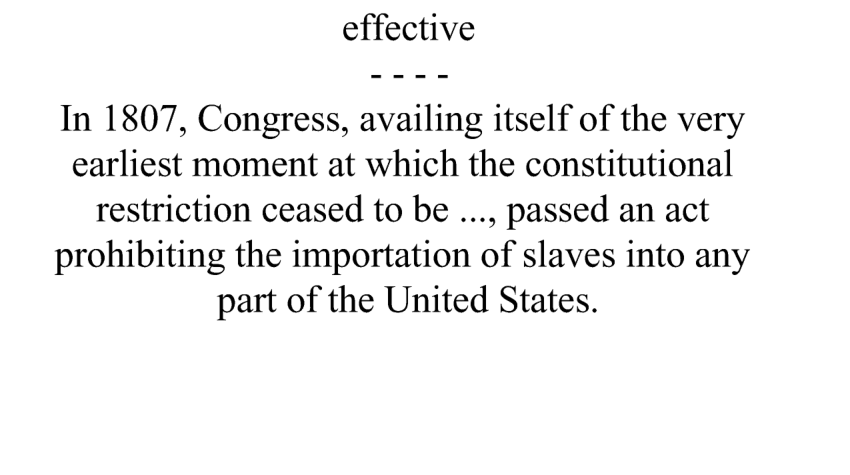 effective
- - - -
In 1807, Congress, availing itself of the very
earliest moment at which the constitutional
restriction ceased to be ..., passed an act
prohibiting the importation of slaves into any
part of the United States.